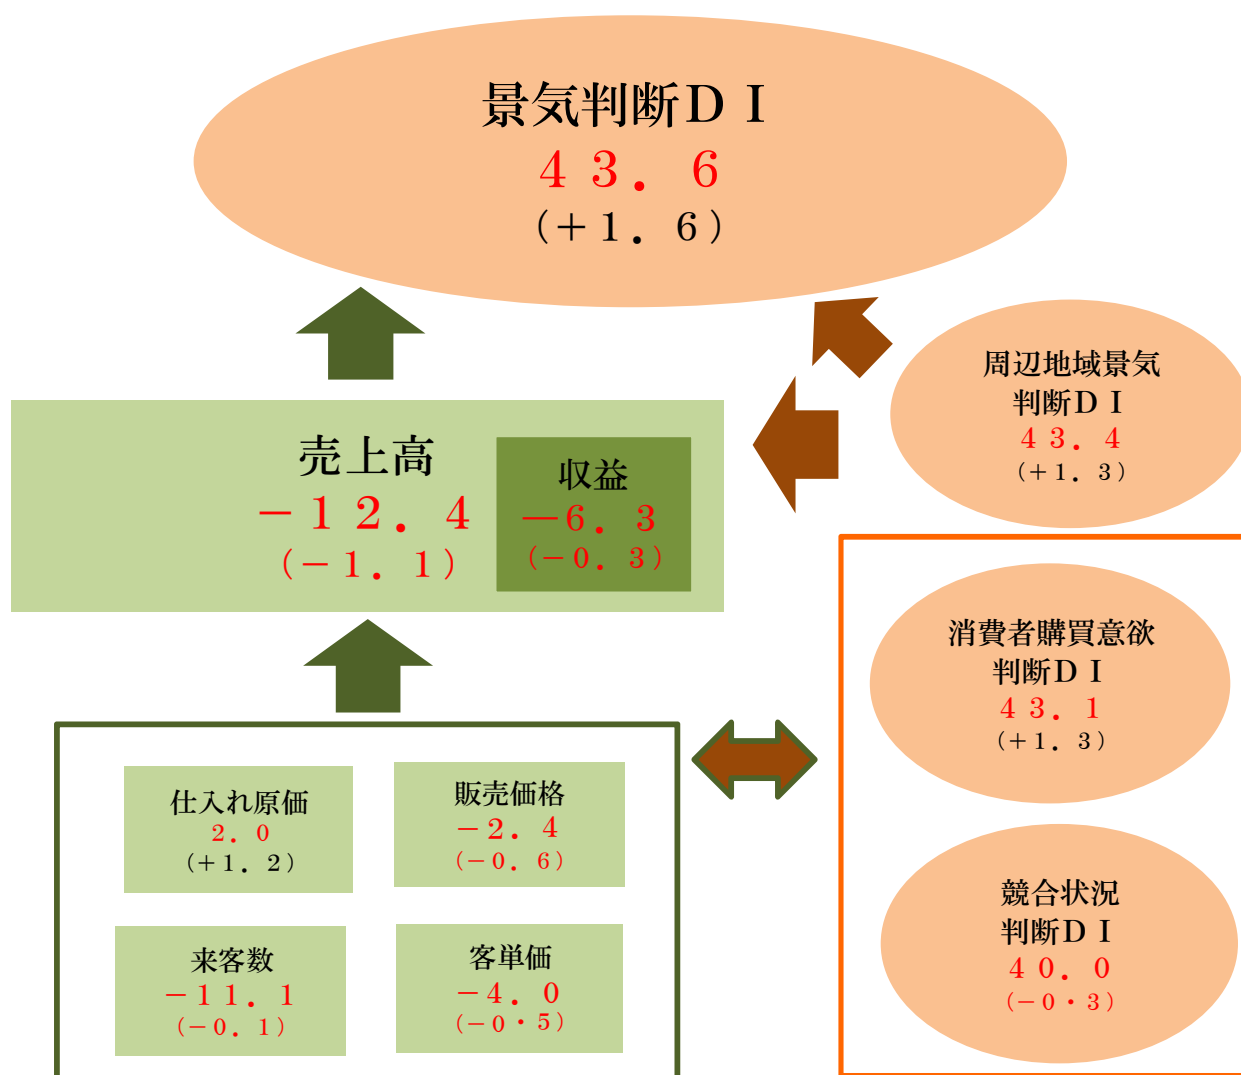 景気判断ＤＩ
４３．６
（＋１．６）
周辺地域景気
判断ＤＩ
４３．４
（＋１．３）
売上高
－１２．４
（－１．１）
収益
―６．３
（－０．３）
消費者購買意欲
判断ＤＩ
４３．１
（＋１．３）
仕入れ原価
２．０
（＋１．２）
販売価格
－２．４
（－０．６）
競合状況
判断ＤＩ
４０．０
（－０・３）
来客数
－１１．１
（－０．１）
客単価
－４．０
（－０・５）